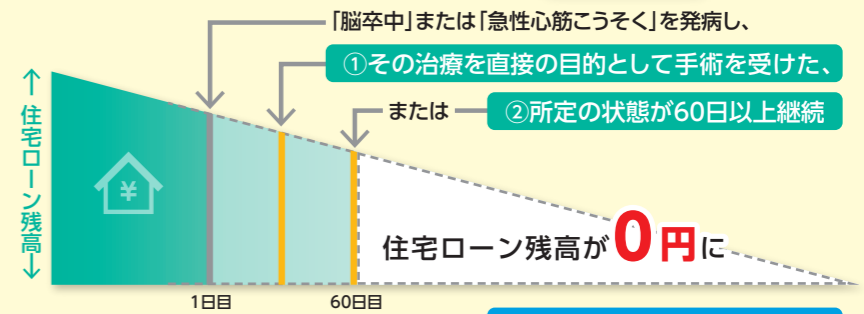 「脳卒中」または「急性心筋こうそく」を発病し、
①その治療を直接の目的として手術を受けた、
または
②所定の状態が60日以上継続
↑住宅ローン残高↓
¥
住宅ローン残高が0円に
1日目
60日目